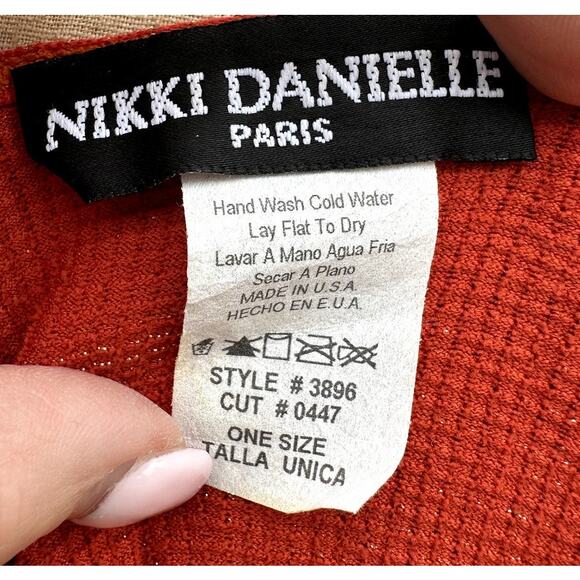 NIKKI DANIELLE
PARIS
Hand Wash Cold Water
Lay Flat To Dry
Lavar A Mano Agua Fria
Secar A Plano
MADE IN U.S.A.
HECHO EN E.U.A.
STYLE # 3896
CUT # 0447
ONE SIZE
TALLA UNICA